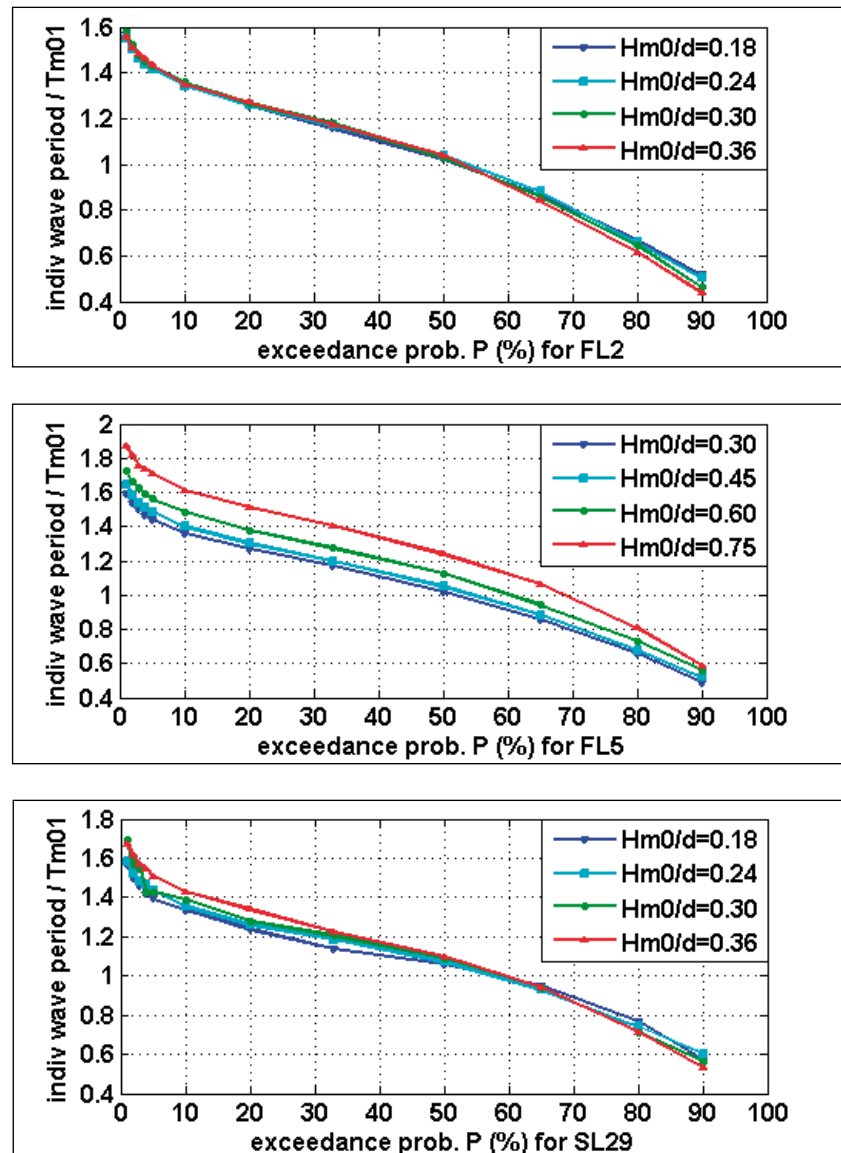 indiv wave period / Tm01
1.6
1.4
1.2
1
0.8
0.6
0.4
Hm0/d=0.18
Hm0/d=0.24
Hm0/d=0.30
Hm0/d=0.36
0 10 20 30 40 50 60 70 80 90 100
exceedance prob. P (%) for FL2
indiv wave period / Tm01
2
1.8
1.6
1.4
1.2
1
0.8
0.6
0.4
Hm0/d=0.30
Hm0/d=0.45
Hm0/d=0.60
Hm0/d=0.75
0 10 20 30 40 50 60 70 80 90 100
exceedance prob. P (%) for FL5
indiv wave period / Tm01
1.8
1.6
1.4
1.2
1
0.8
0.6
0.4
Hm0/d=0.18
Hm0/d=0.24
Hm0/d=0.30
Hm0/d=0.36
0 10 20 30 40 50 60 70 80 90 100
exceedance prob. P (%) for SL29